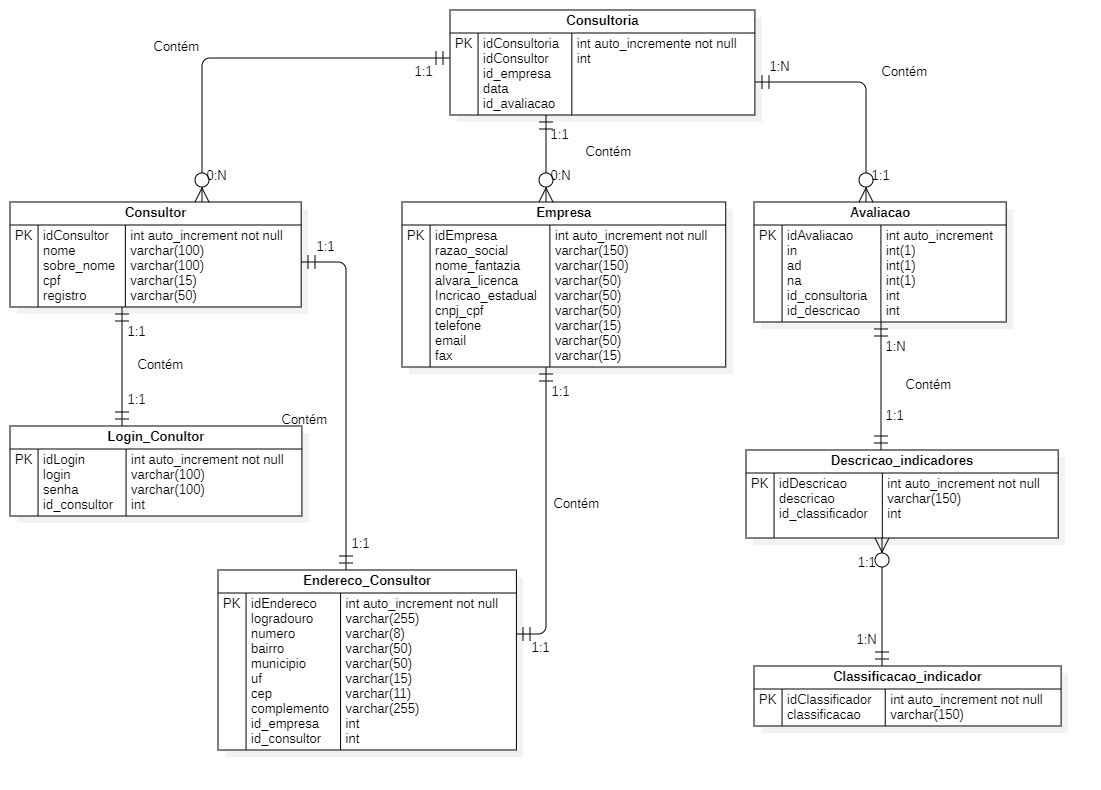 Consultoria
PK idConsultoria int auto_incremente not null
idConsultor int
id_empresa
data
id_avaliacao
Contém
1:1
1:N
Contém
1:1
Contém
0:N
0:N
1:1
Consultor
PK idConsultor int auto_increment not null
nome varchar(100)
sobre_nome varchar(100)
cpf varchar(15)
registro varchar(50)
Empresa
PK idEmpresa int auto_increment not null
razao_social varchar(150)
nome_fantazia varchar(150)
alvara_licenca varchar(50)
Incricao_estadual varchar(50)
cnpj_cpf varchar(50)
telefone varchar(15)
email varchar(50)
fax varchar(15)
Avaliacao
PK idAvaliacao int auto_increment
in int(1)
ad int(1)
na int(1)
id_consultoria int
id_descricao int
1:1
1:1
Contém
1:1
1:1
1:N
Contém
1:1
Contém
Login_Conultor
PK idLogin int auto_increment not null
login varchar(100)
senha varchar(100)
id_consultor int
Descricao_indicadores
PK idDescricao int auto_increment not null
descricao varchar(150)
id_classificador int
Contém
1:1
1:1
Endereco_Consultor
PK idEndereco int auto_increment not null
logradouro varchar(255)
numero varchar(8)
bairro varchar(50)
municipio varchar(50)
uf varchar(15)
cep varchar(11)
complemento varchar(255)
id_empresa int
id_consultor int
1:1
1:N
Classificacao_indicador
PK idClassificador int auto_increment not null
classificacao varchar(150)